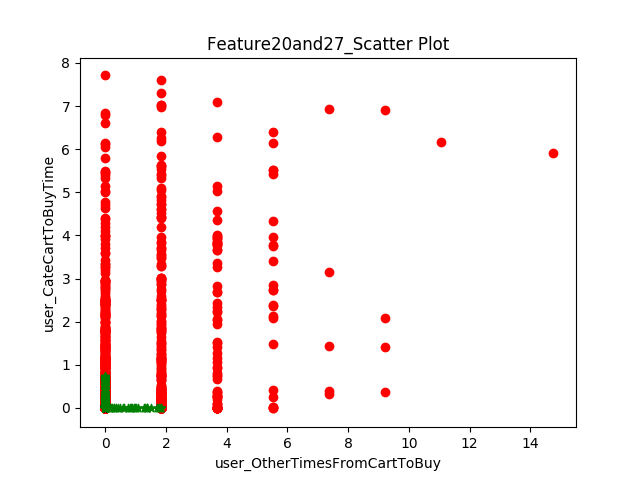 Feature20and27_Scatter Plot
8
7
6
5
4
3
2
1
0
user_CateCartToBuyTime
0 2 4 6 8 10 12 14
user_OtherTimesFromCartToBuy